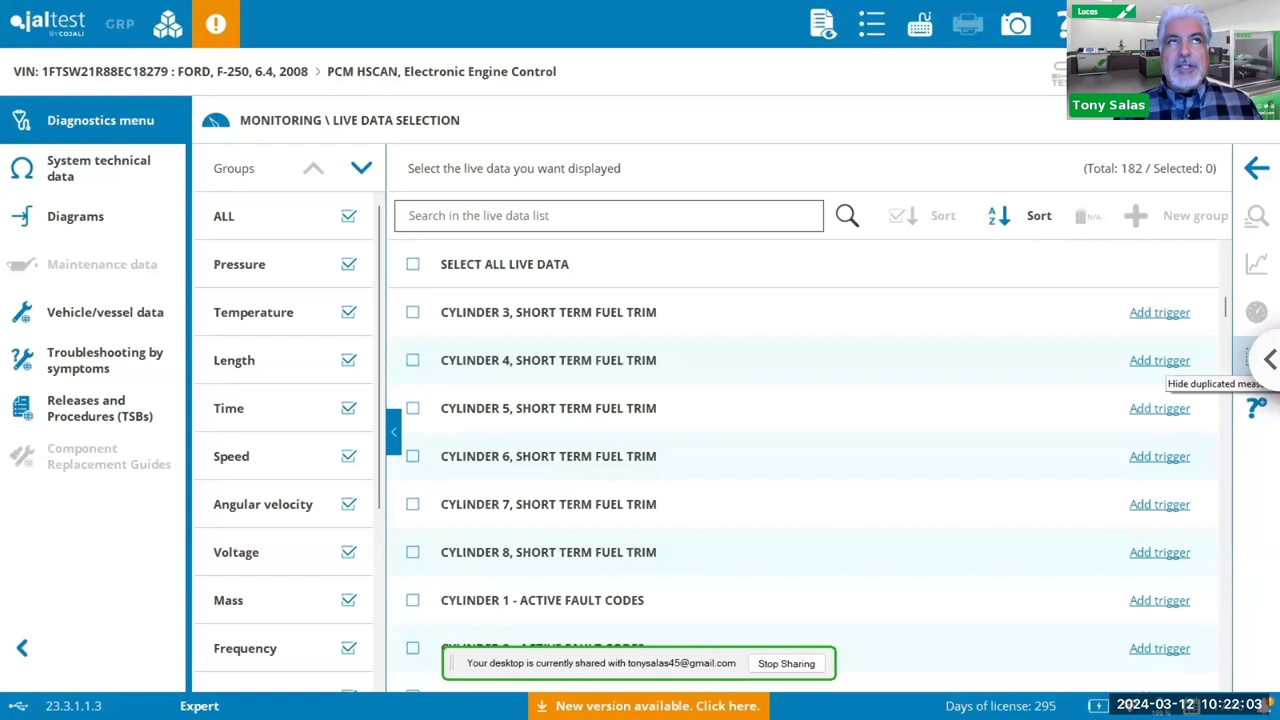 jaltest
BY COJALI
GRP
Lucas
Tony Salas
VIN: 1FTSW21R88EC18279 : FORD, F-250, 6.4, 2008 > PCM HSCAN, Electronic Engine Control
Diagnostics menu
System technical
data
Diagrams
Maintenance data
Vehicle/vessel data
Troubleshooting by
symptoms
Releases and
Procedures (TSBs)
Component
Replacement Guides
MONITORING \ LIVE DATA SELECTION
Groups
ALL
Pressure
Temperature
Length
Time
Speed
Angular velocity
Voltage
Mass
Frequency
Select the live data you want displayed
(Total: 182 / Selected: 0)
Search in the live data list
Sort
A Z Sort
N/A
New group
SELECT ALL LIVE DATA
CYLINDER 3, SHORT TERM FUEL TRIM Add trigger
CYLINDER 4, SHORT TERM FUEL TRIM Add trigger
Hide duplicated meas
CYLINDER 5, SHORT TERM FUEL TRIM Add trigger
CYLINDER 6, SHORT TERM FUEL TRIM Add trigger
CYLINDER 7, SHORT TERM FUEL TRIM Add trigger
CYLINDER 8, SHORT TERM FUEL TRIM Add trigger
CYLINDER 1 - ACTIVE FAULT CODES Add trigger
Add trigger
Your desktop is currently shared with tonysalas45@gmail.com Stop Sharing
23.3.1.1.3
Expert
New version available. Click here.
Days of license: 295
2024-03-12 10:22:03